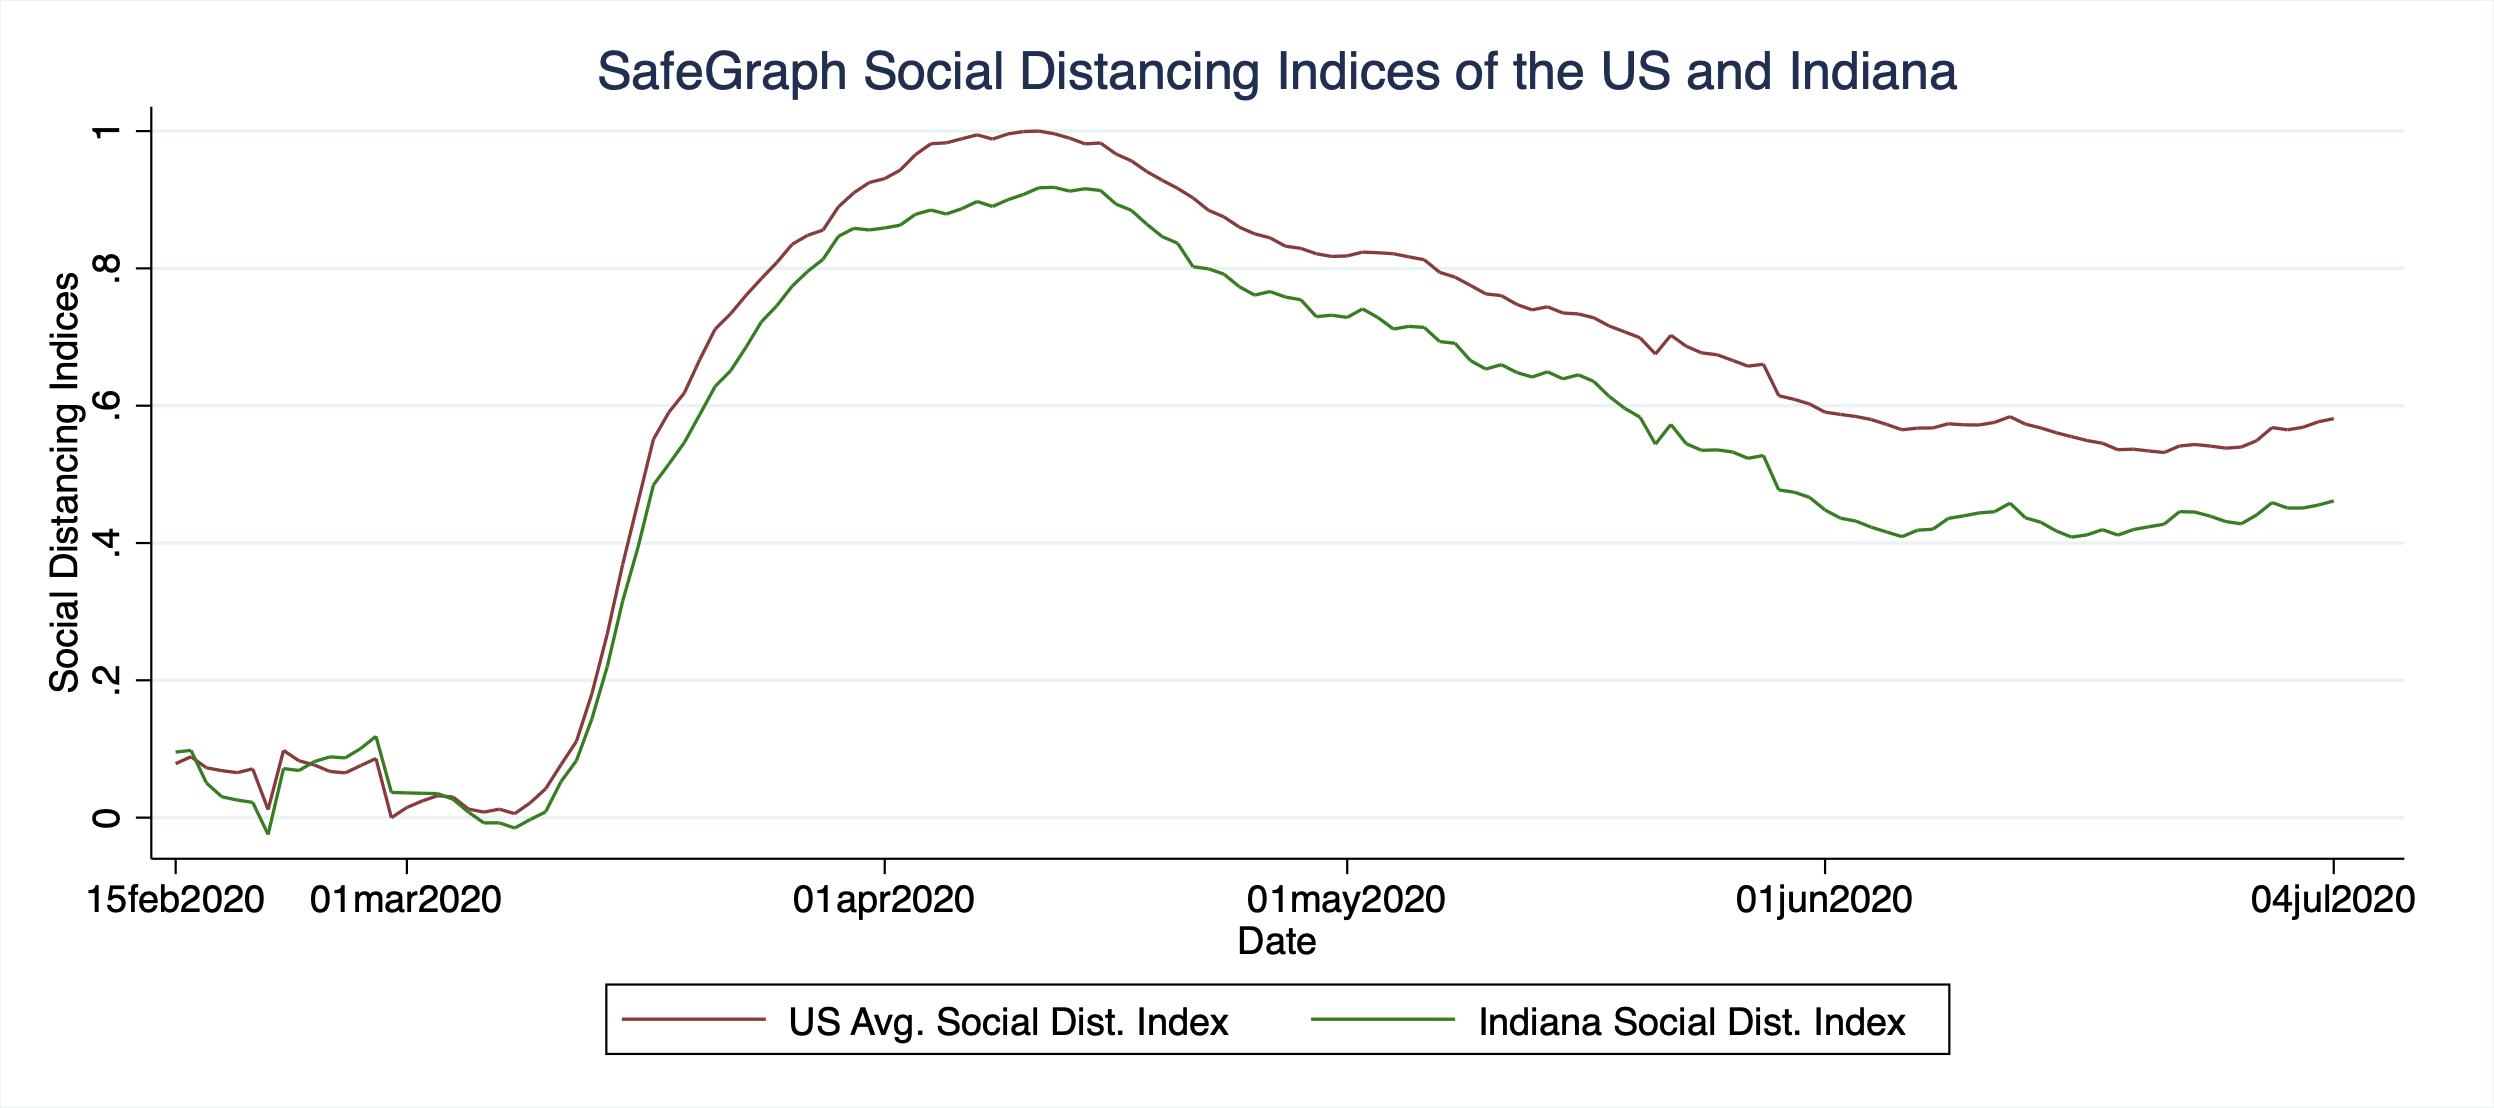 SafeGraph Social Distancing Indices of the US and Indiana
Social Distancing Indices
1
.8
.6
.4
.2
0
15feb2020 01mar2020 01apr2020 01may2020 01jun2020 04jul2020
Date
US Avg. Social Dist. Index Indiana Social Dist. Index